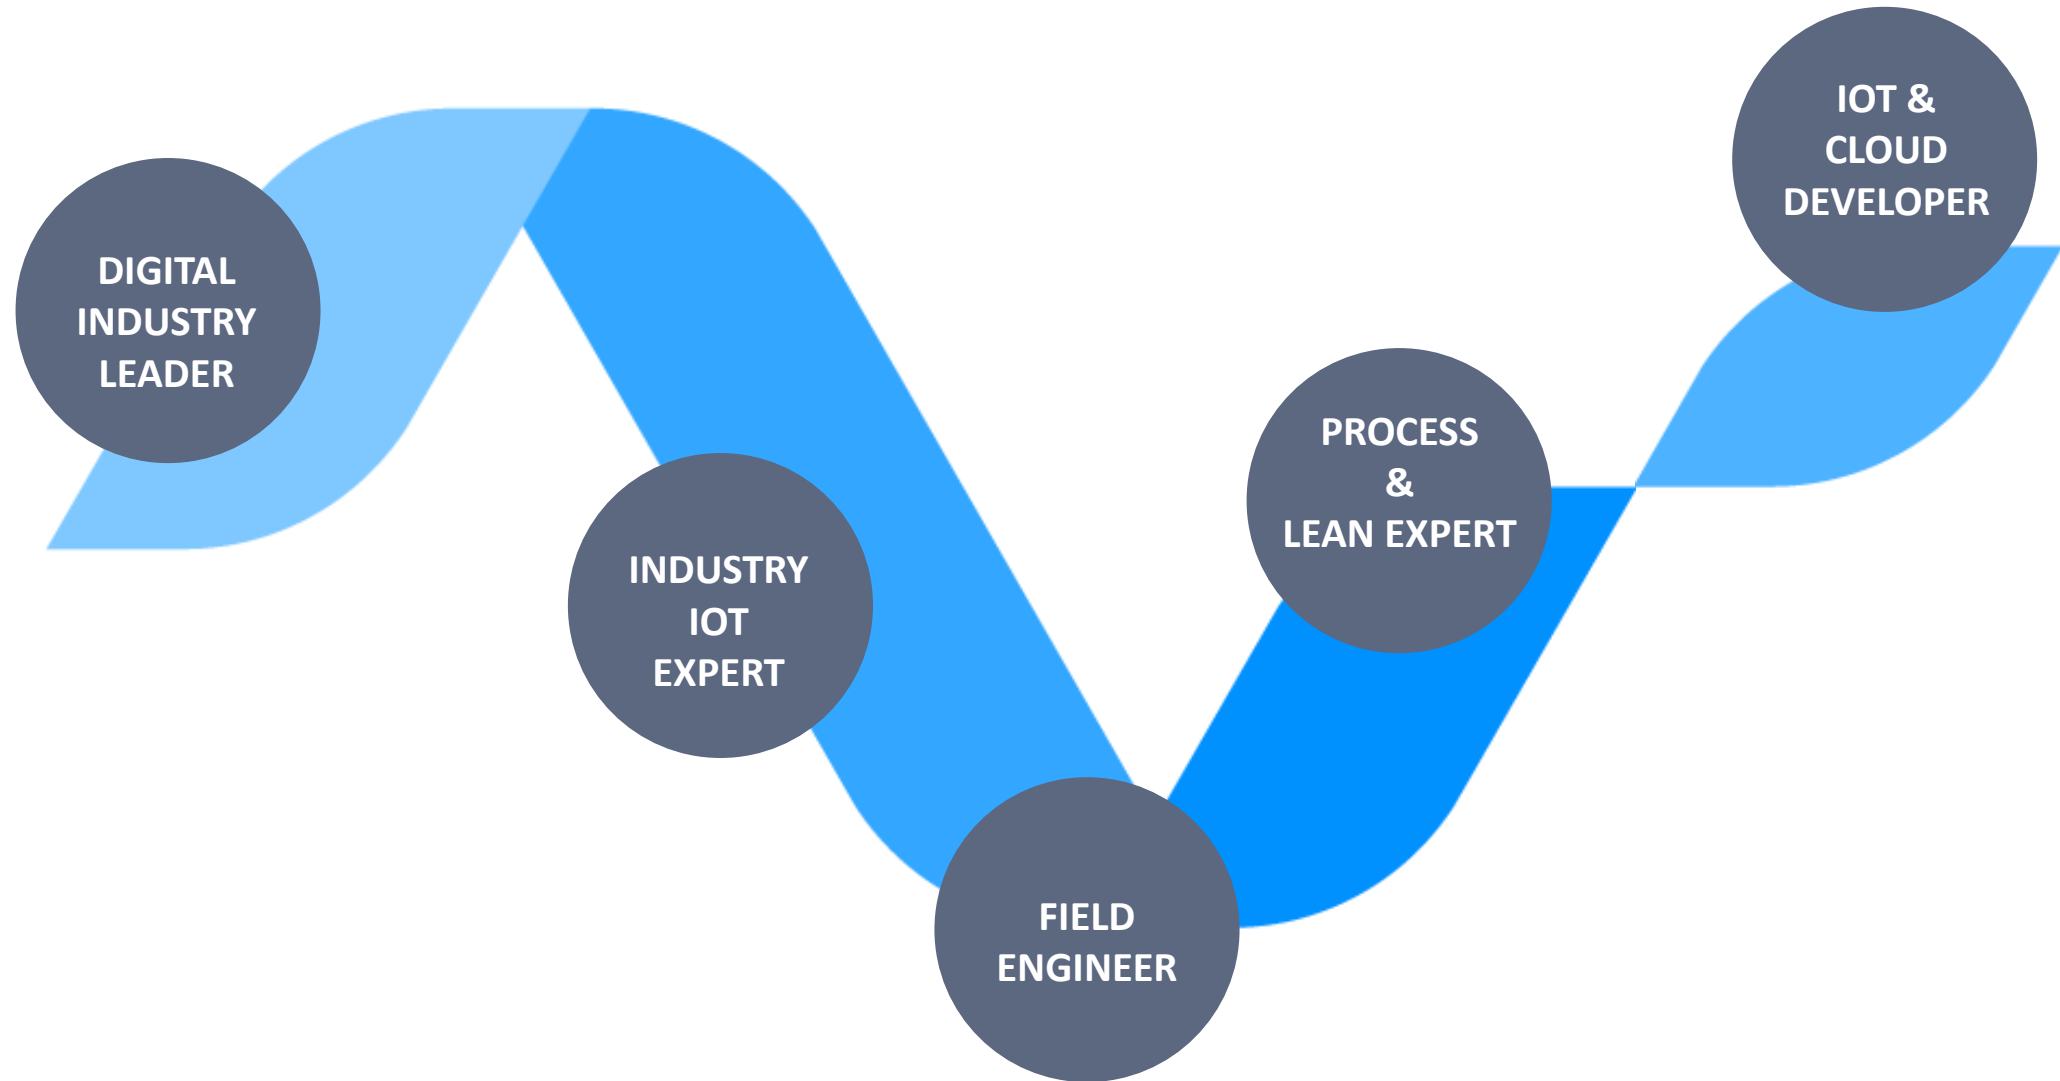 DIGITAL
INDUSTRY
LEADER
INDUSTRY
IOT
EXPERT
FIELD
ENGINEER
PROCESS
&
LEAN EXPERT
IOT &
CLOUD
DEVELOPER